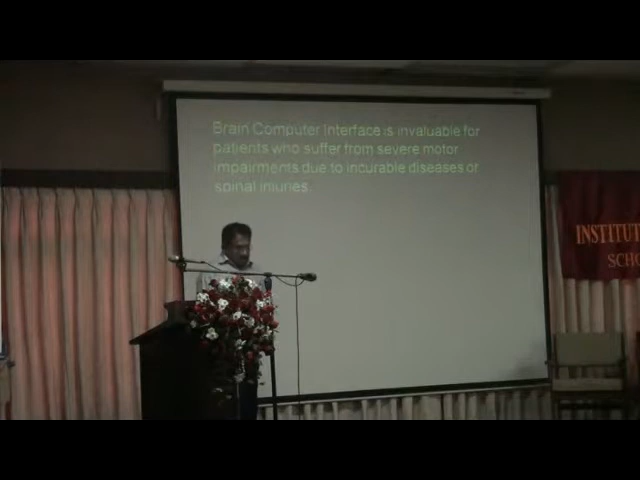 Brain Computer Interface is invaluable for
patients who suffer from severe motor
impairments due to incurable diseases or
spinal injuries.
INSTITUT
SCHO